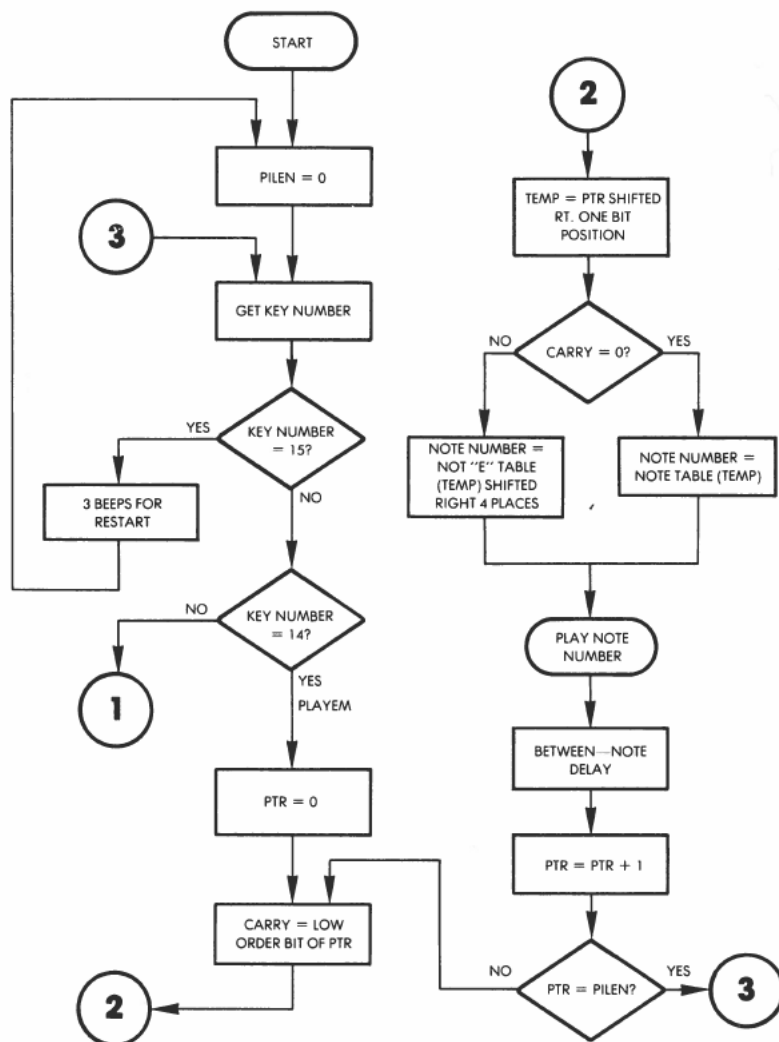 START
PILEN = 0
3
GET KEY NUMBER
KEY NUMBER
= 15?
YES
NO
3 BEEPS FOR
RESTART
KEY NUMBER
= 14?
NO
YES
PLAYEM
1
PTR = 0
CARRY = LOW
ORDER BIT OF PTR
2
2
TEMP = PTR SHIFTED
RT. ONE BIT
POSITION
CARRY = 0?
NO
YES
NOTE NUMBER =
NOT "E" TABLE
(TEMP) SHIFTED
RIGHT 4 PLACES
NOTE NUMBER =
NOTE TABLE (TEMP)
PLAY NOTE
NUMBER
BETWEEN—NOTE
DELAY
PTR = PTR + 1
PTR = PILEN?
NO
YES
3